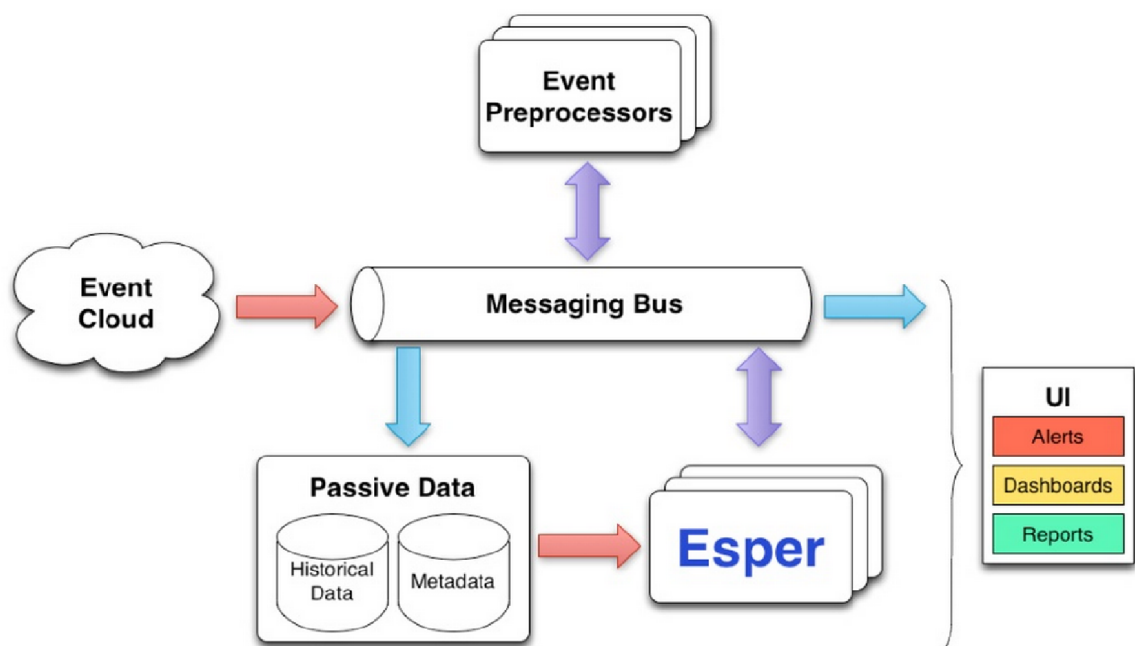 Event
Preprocessors
Event
Cloud
Messaging Bus
UI
Alerts
Dashboards
Reports
Passive Data
Historical
Data
Metadata
Esper